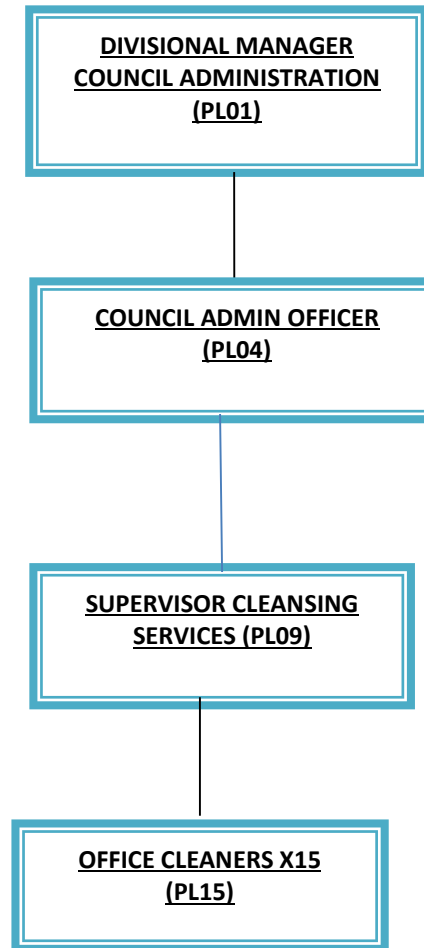 DIVISIONAL MANAGER
COUNCIL ADMINISTRATION
(PL01)
COUNCIL ADMIN OFFICER
(PL04)
SUPERVISOR CLEANSING
SERVICES (PL09)
OFFICE CLEANERS X15
(PL15)